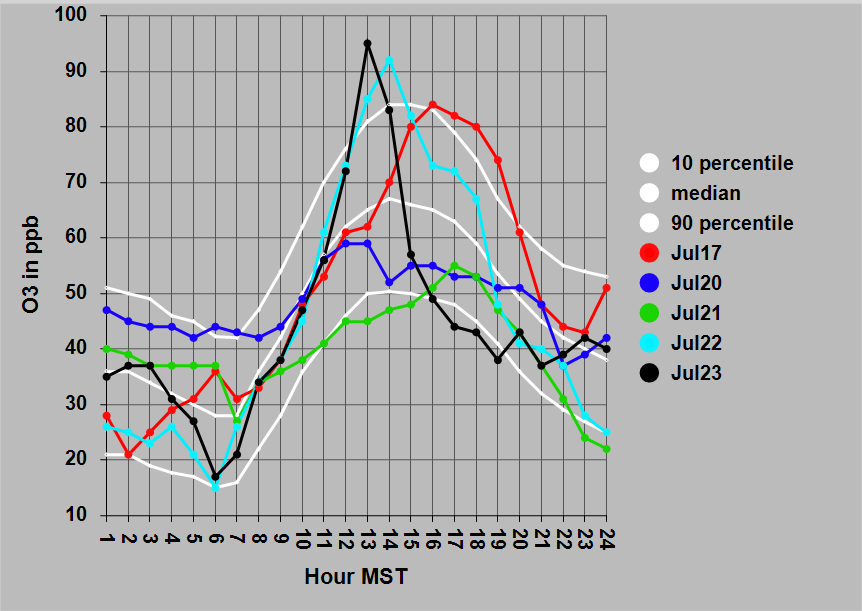 100
90
80
70
60
50
40
30
20
10
O3 in ppb
1 2 3 4 5 6 7 8 9 10 11 12 13 14 15 16 17 18 19 20 21 22 23 24
Hour MST
10 percentile
median
90 percentile
Jul17
Jul20
Jul21
Jul22
Jul23